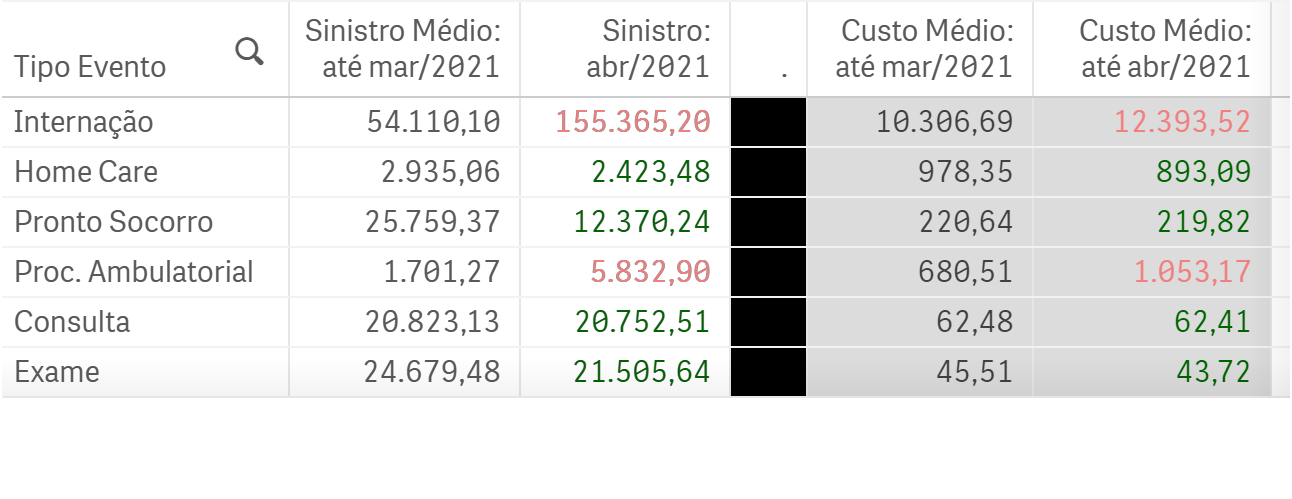 Tipo Evento Sinistro Médio: até mar/2021 Sinistro: abr/2021 . Custo Médio: até mar/2021 Custo Médio: até abr/2021
Internação 54.110,10 155.365,20 10.306,69 12.393,52
Home Care 2.935,06 2.423,48 978,35 893,09
Pronto Socorro 25.759,37 12.370,24 220,64 219,82
Proc. Ambulatorial 1.701,27 5.832,90 680,51 1.053,17
Consulta 20.823,13 20.752,51 62,48 62,41
Exame 24.679,48 21.505,64 45,51 43,72